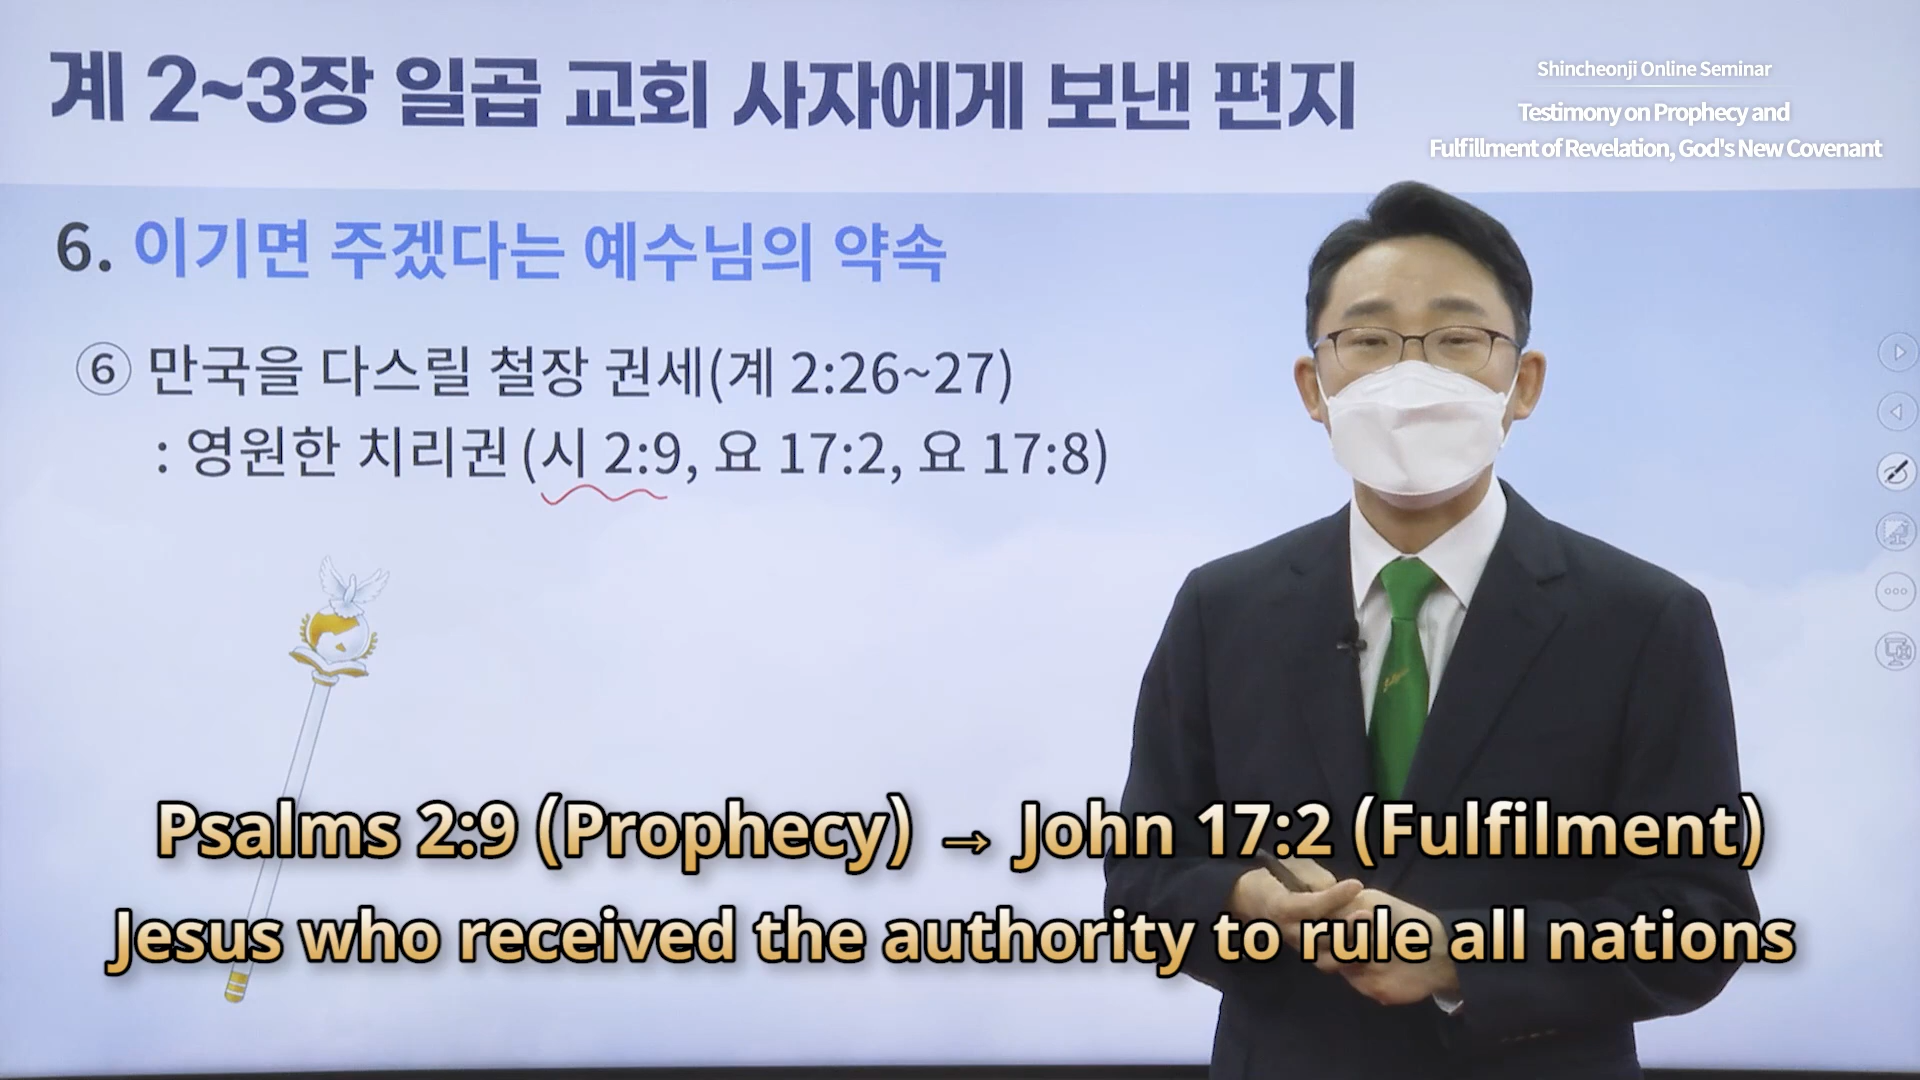 계 2~3장 일곱 교회 사자에게 보낸 편지
Shincheonji Online Seminar
Testimony on Prophecy and
Fulfillment of Revelation, God's New Covenant
6. 이기면 주겠다는 예수님의 약속
⑥ 만국을 다스릴 철장 권세(계 2:26~27)
: 영원한 치리권(시 2:9, 요 17:2, 요 17:8)
Psalms 2:9 (Prophecy) → John 17:2 (Fulfilment)
Jesus who received the authority to rule all nations